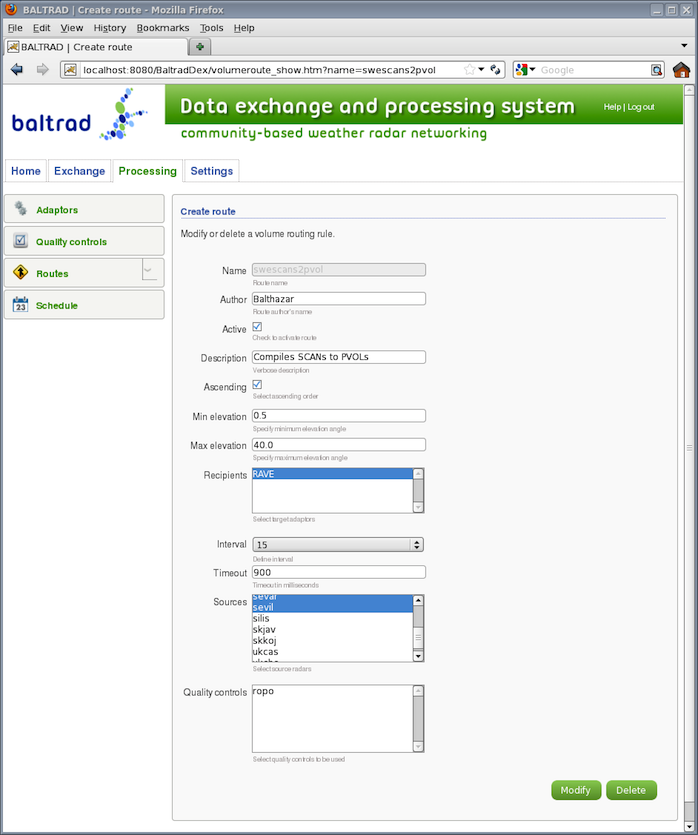 BALTRAD | Create route - Mozilla Firefox
File Edit View History Bookmarks Tools Help
BALTRAD | Create route
localhost:8080/BaltradDex/volumeroute_show.htm?name=swescans2pvol
Google
baltrad
Data exchange and processing system
Help | Log out
community-based weather radar networking
Home Exchange Processing Settings
Adaptors
Quality controls
Routes
23 Schedule
Create route
Modify or delete a volume routing rule.
Name swescans2pvol
Route name
Author Balthazar
Route author's name
Active
Check to activate route
Description Compiles SCANs to PVOLs
Verbose description
Ascending
Select ascending order
Min elevation 0.5
Specify minimum elevation angle
Max elevation 40.0
Specify maximum elevation angle
Recipients RAVE
Select target adaptors
Interval 15
Define interval
Timeout 900
Timeout in milliseconds
Sources sevar
sevil
silis
skjav
skkoj
ukcas
Select source radars
Quality controls ropo
Select quality controls to be used
Modify Delete